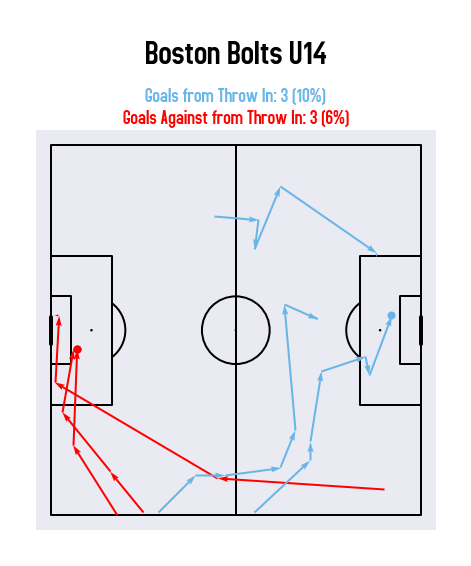 Boston Bolts U14
Goals from Throw In: 3 (10%)
Goals Against from Throw In: 3 (6%)